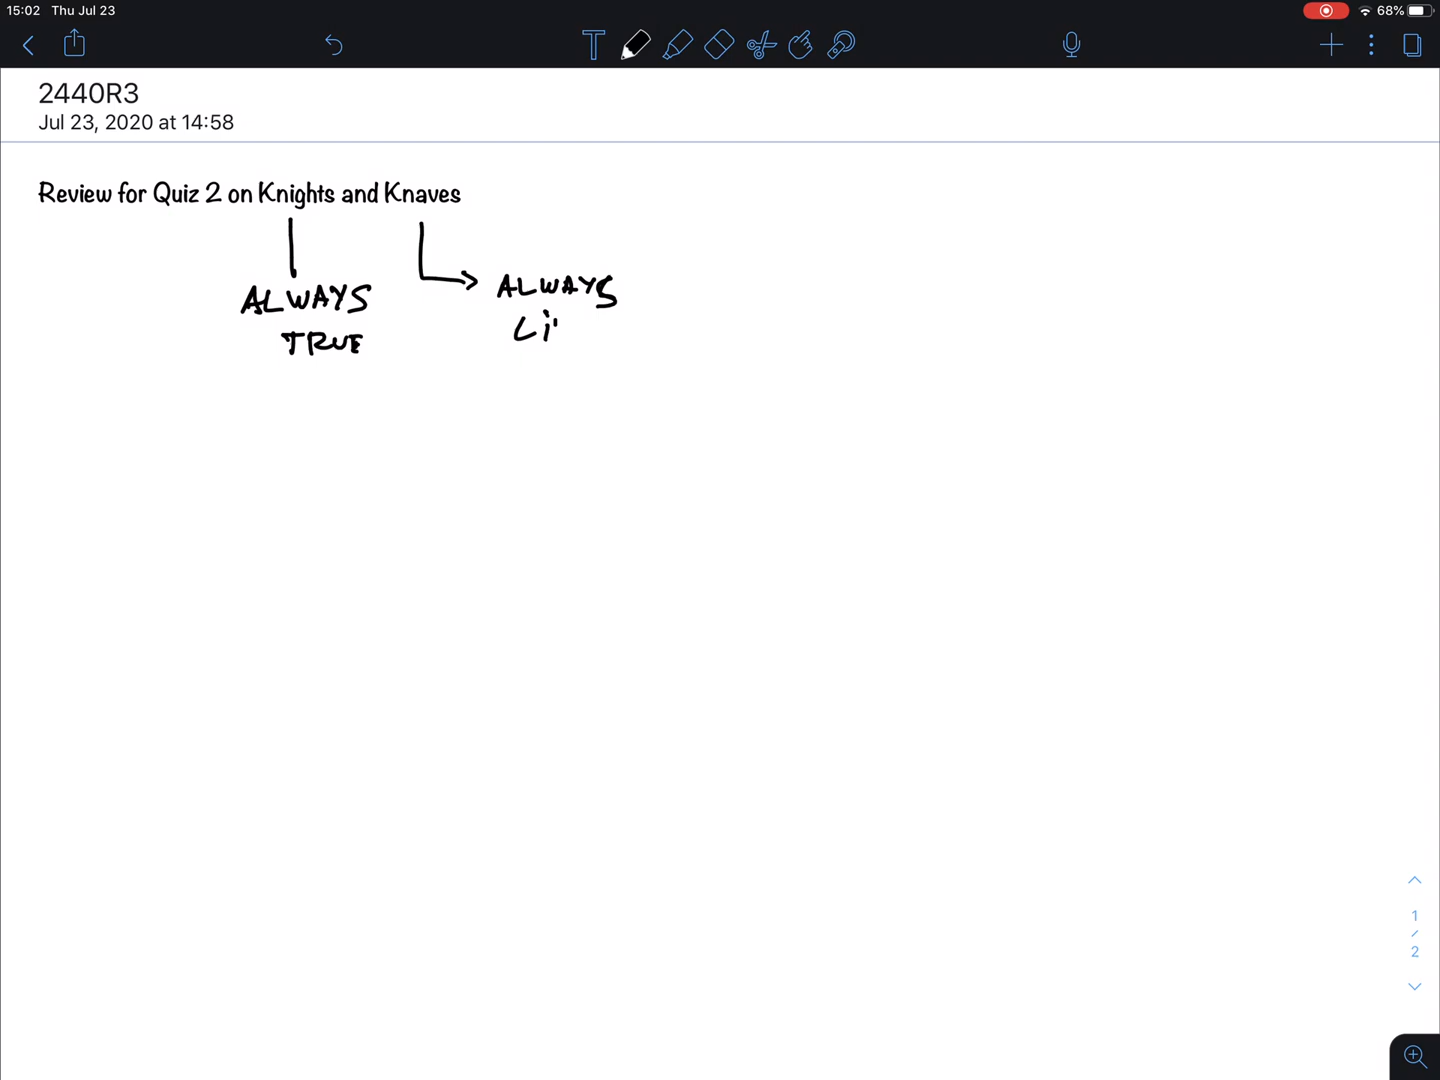 15:02 Thu Jul 23
68%
2440R3
Jul 23, 2020 at 14:58
Review for Quiz 2 on Knights and Knaves
ALWAYS
TRUE
ALWAYS
Li
1
/
2